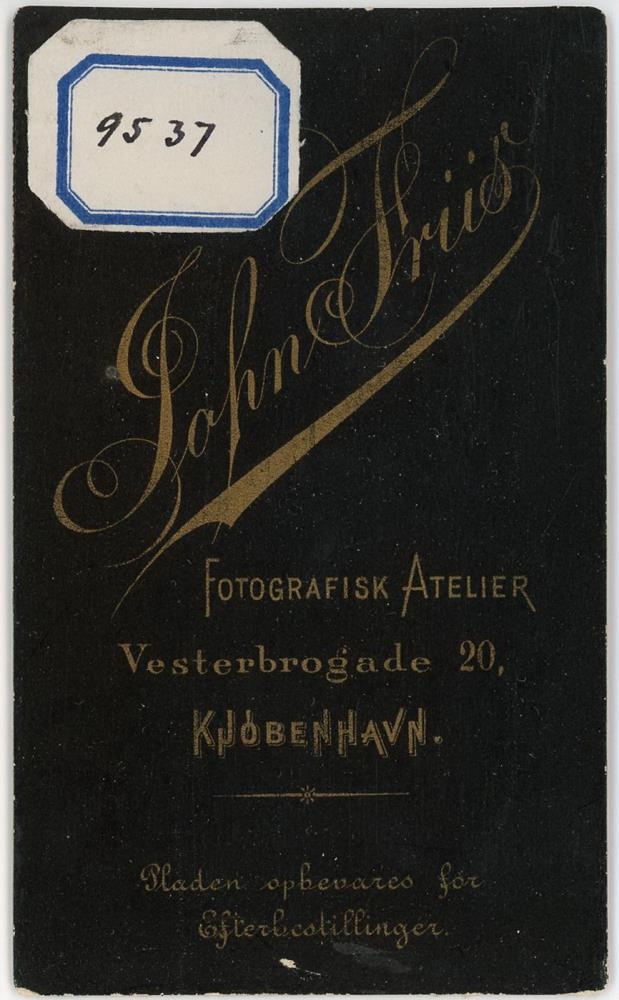 9537
John Friis
FOTOGRAFISK ATELIER
Vesterbrogade 20,
KJØBENHAVN.
Pladen opbevares for
Efterbestillinger.